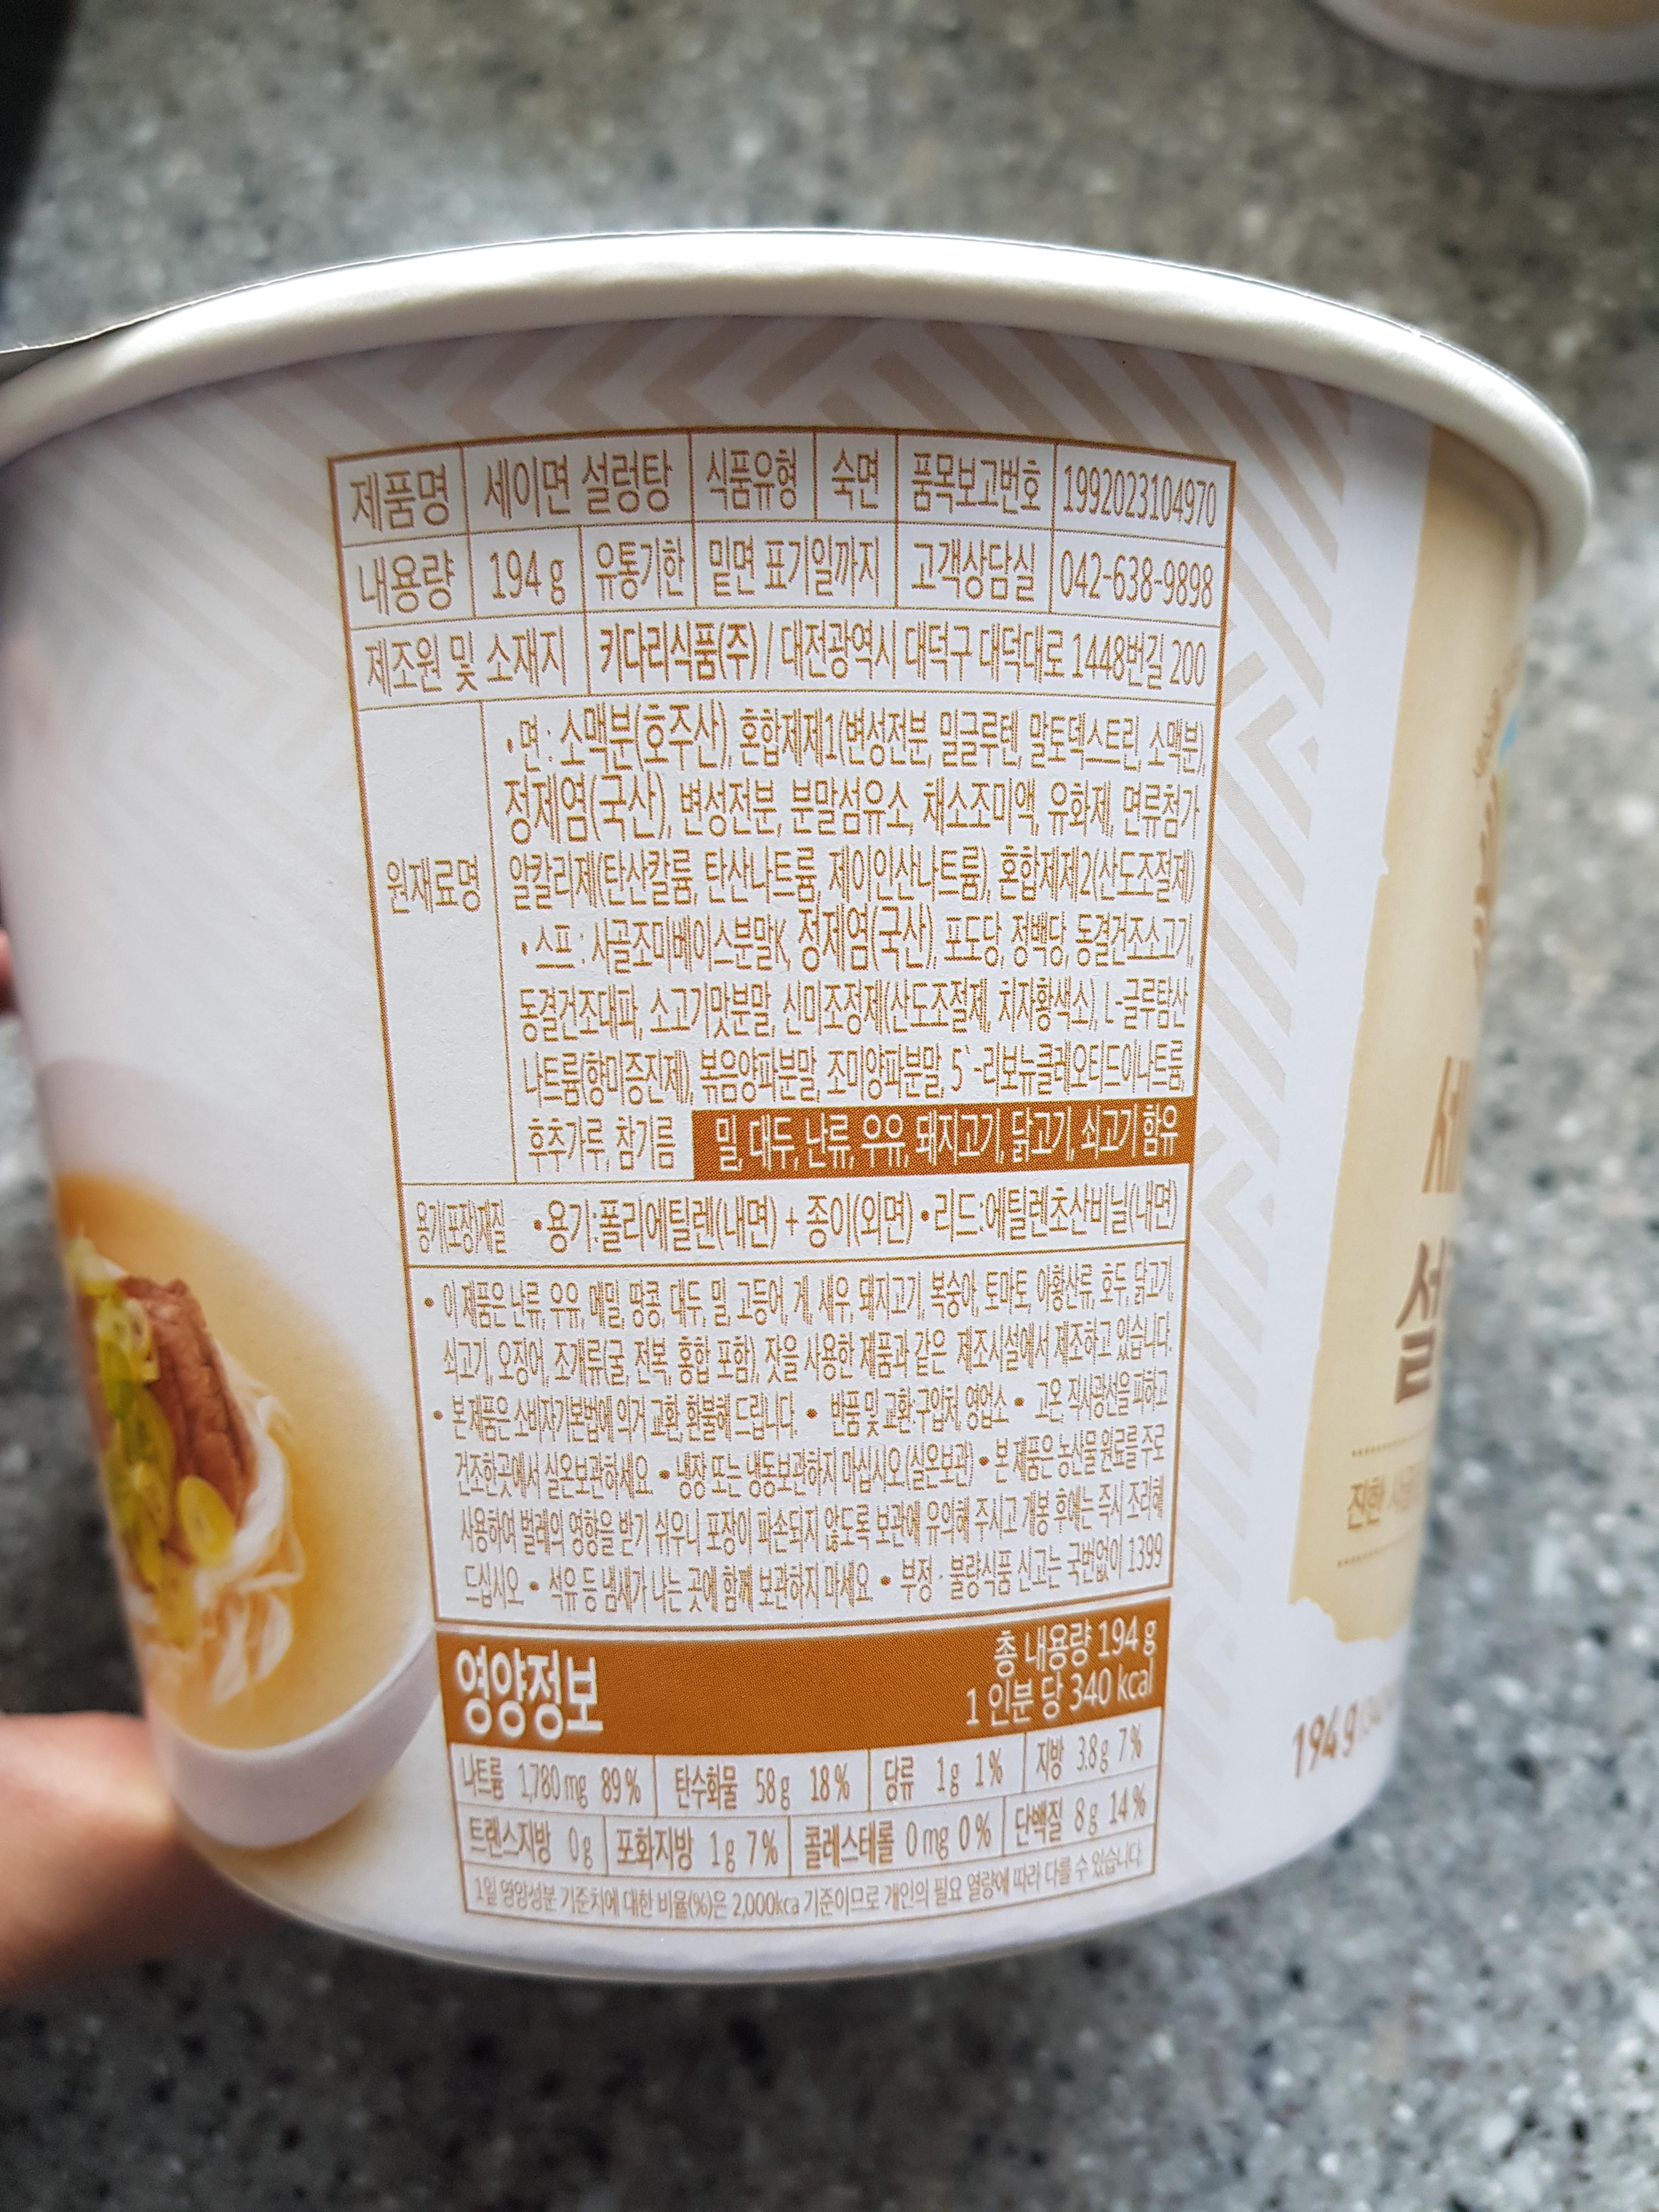 제품명 세이면 설렁탕 식품유형 숙면 품목보고번호 1992023104970
내용량 194 g 유통기한 밑면 표기일까지 고객상담실 042-638-9898
제조원 및 소재지 키다리식품(주) / 대전광역시 대덕구 대덕대로 1448번길 200
원재료명
• 면 : 소맥분(호주산), 혼합제제1(변성전분, 밀글루텐, 말토덱스트린, 소맥분),
정제염(국산), 변성전분, 분말섬유소, 채소조미액, 유화제, 면류첨가
알칼리제(탄산칼륨, 탄산나트륨, 제이인산나트륨), 혼합제제2(산도조절제)
• 스프 : 사골조미베이스분말K, 정제염(국산), 포도당, 정백당, 동결건조소고기,
동결건조대파, 소고기맛분말, 신미조정제(산도조절제, 치자황색소), L-글루탐산
나트륨(향미증진제), 볶음양파분말, 조미양파분말, 5`-리보뉴클레오티드이나트륨,
후추가루, 참기름 밀, 대두, 난류, 우유, 돼지고기, 닭고기, 쇠고기 함유
용기(포장)재질 •용기:폴리에틸렌(내면) + 종이(외면) •리드:에틸렌초산비닐(내면)
• 이 제품은 난류, 우유, 메밀, 땅콩, 대두, 밀, 고등어, 게, 새우, 돼지고기, 복숭아, 토마토, 아황산류, 호두, 닭고기,
쇠고기, 오징어, 조개류(굴, 전복, 홍합 포함), 잣을 사용한 제품과 같은 제조시설에서 제조하고 있습니다.
• 본 제품은 소비자기본법에 의거 교환, 환불해 드립니다. • 반품 및 교환:구입처, 영업소 • 고온, 직사광선을 피하고
건조한곳에서 실온보관하세요. • 냉장 또는 냉동보관하지 마십시오.(실온보관) • 본 제품은 농산물 원료를 주로
사용하여 벌레의 영향을 받기 쉬우니 포장이 파손되지 않도록 보관에 유의해 주시고 개봉 후에는 즉시 조리해
드십시오. • 석유 등 냄새가 나는 곳에 함께 보관하지 마세요. • 부정 · 불량식품 신고는 국번없이 1399
영양정보
총 내용량 194 g
1 인분 당 340 kcal
나트륨 1,780 mg 89 % 탄수화물 58 g 18 % 당류 1g 1 % 지방 3.8 g 7 %
트랜스지방 0g 포화지방 1g 7 % 콜레스테롤 0 mg 0 % 단백질 8 g 14 %
1일 영양성분 기준치에 대한 비율(%)은 2,000kca 기준이므로 개인의 필요 열량에 따라 다를 수 있습니다.
진한
194 g